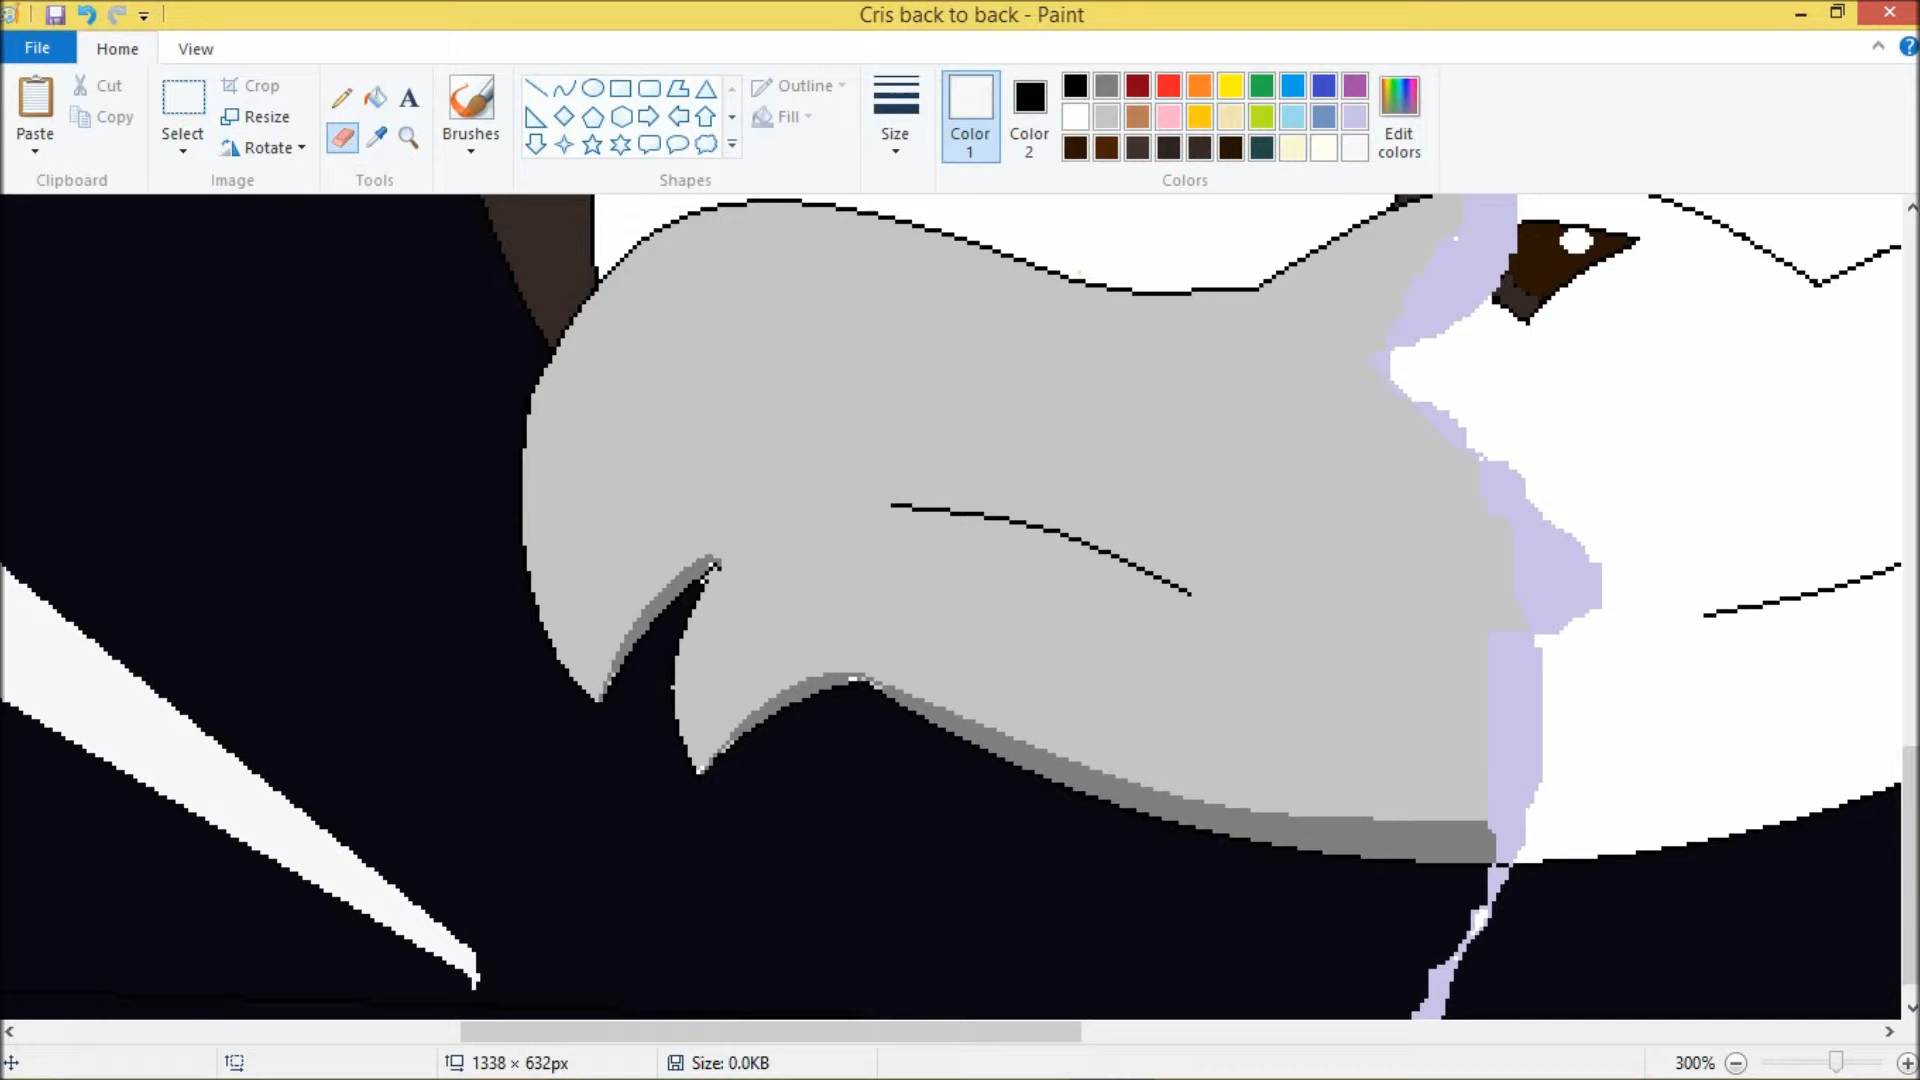 Cris back to back - Paint
File Home View
Cut
Copy
Paste
Clipboard
Select
Crop
Resize
Rotate
Image
A
Tools
Brushes
Shapes
Outline
Fill
Size
Color 1
Color 2
Edit colors
Colors
?
1338 × 632px
Size: 0.0KB
300%